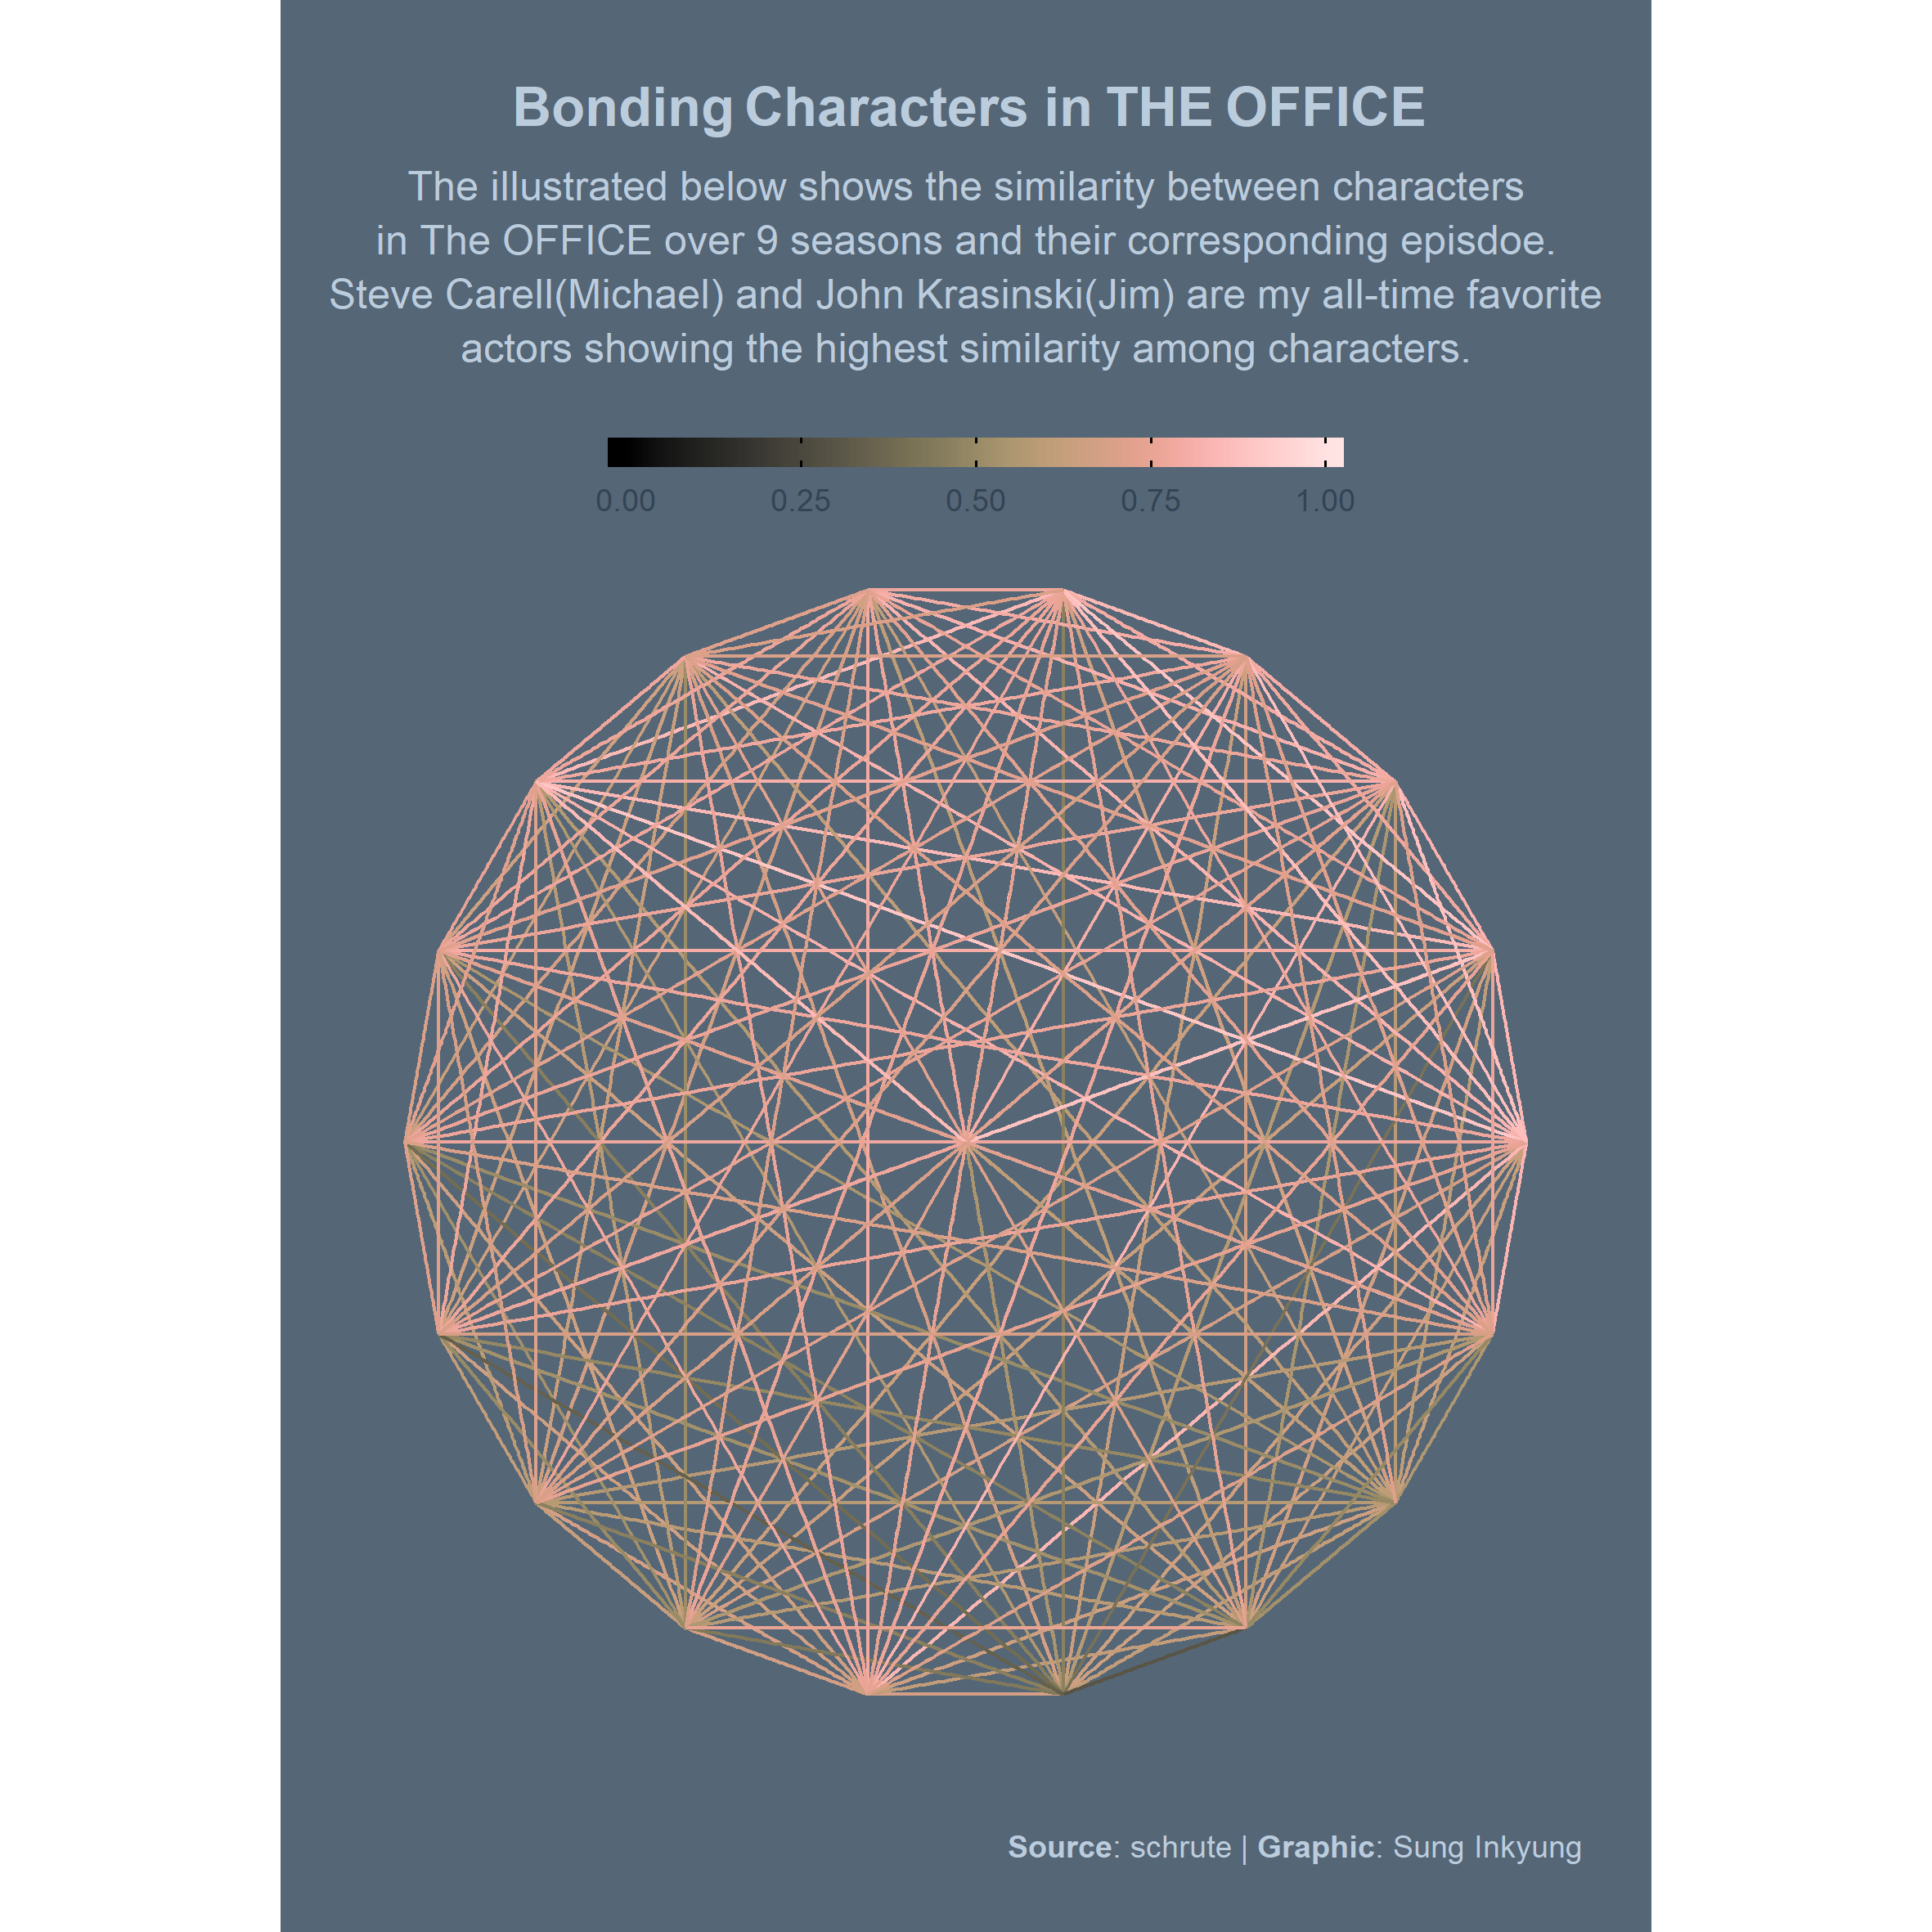 Bonding Characters in THE OFFICE
The illustrated below shows the similarity between characters
in The OFFICE over 9 seasons and their corresponding episdoe.
Steve Carell(Michael) and John Krasinski(Jim) are my all-time favorite
actors showing the highest similarity among characters.
0.00 0.25 0.50 0.75 1.00
Source: schrute | Graphic: Sung Inkyung